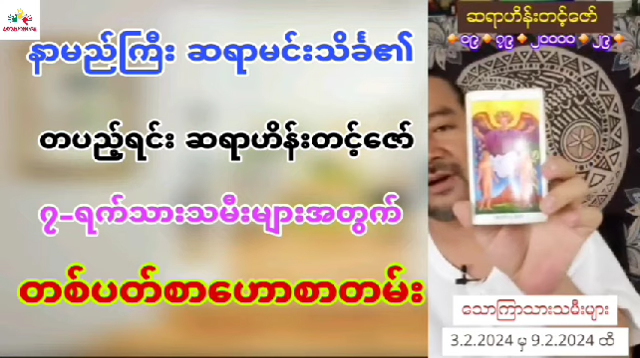 နာမည်ကြီး ဆရာမင်းသိင်္ခ၏
တပည့်ရင်း ဆရာဟိန်းတင့်ဇော်
၇-ရက်သားသမီးများအတွက်
တစ်ပတ်စာဟောစာတမ်း
ဆရာဟိန်းတင့်ဇော်
သောကြာသားသမီးများ
3.2.2024 မှ 9.2.2024 ထိ